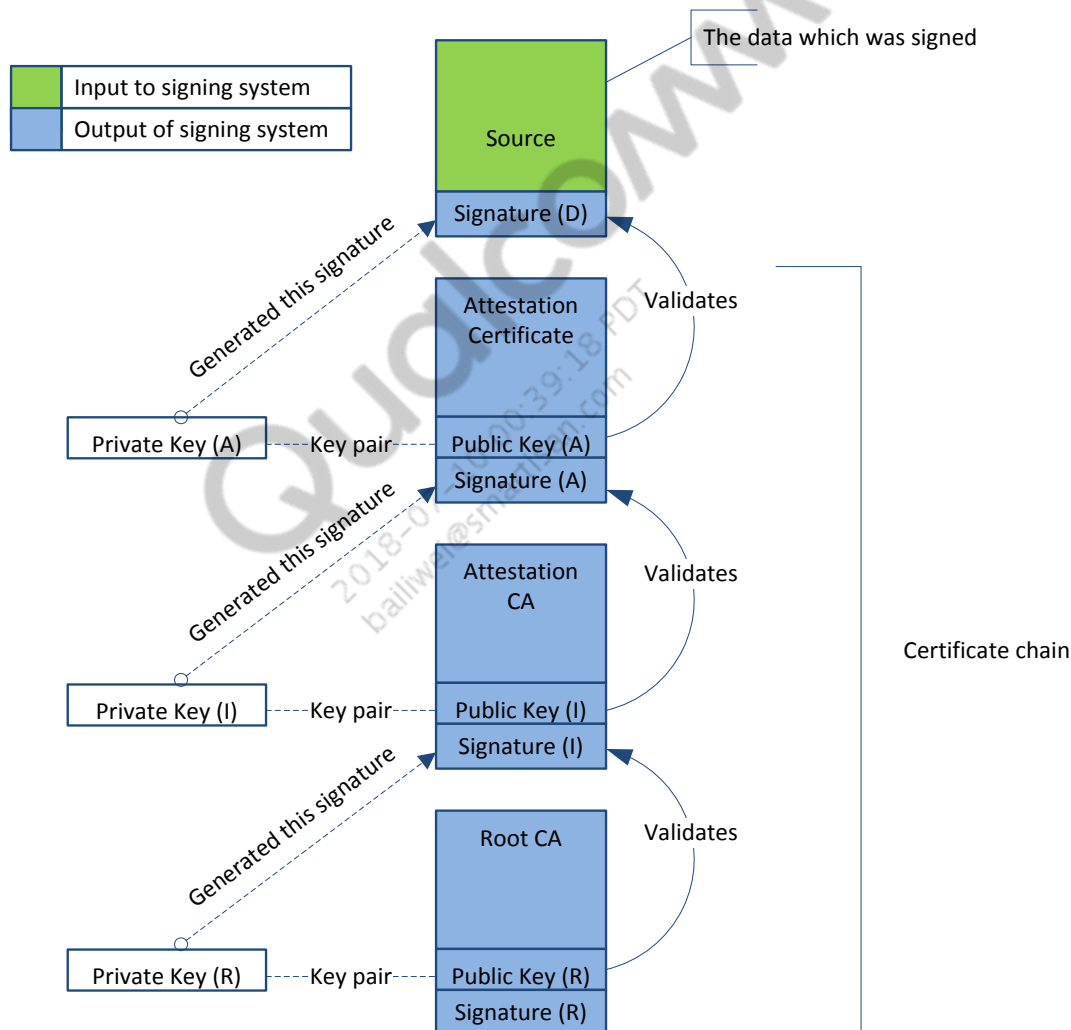 The data which was signed
Input to signing system
Output of signing system
Source
Signature (D)
Generated this signature
Validates
Attestation
Certificate
Private Key (A)
Key pair
Public Key (A)
Signature (A)
Generated this signature
Validates
Attestation
CA
Certificate chain
Private Key (I)
Key pair
Public Key (I)
Signature (I)
Generated this signature
Validates
Root CA
Private Key (R)
Key pair
Public Key (R)
Signature (R)
Qualcomm
2018-07-10 00:39:18 PDT
bailiwei@smartisan.com